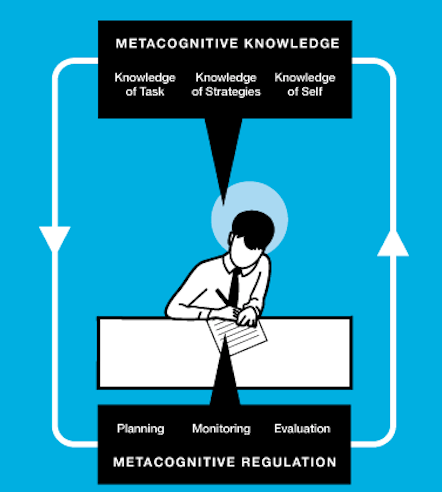 METACOGNITIVE KNOWLEDGE
Knowledge of Task
Knowledge of Strategies
Knowledge of Self
Planning Monitoring Evaluation
METACOGNITIVE REGULATION